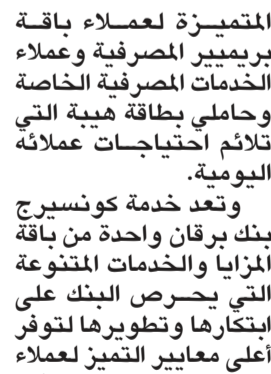 المتميزة لعملاء باقة
بريميير المصرفية وعملاء
الخدمات المصرفية الخاصة
وحاملي بطاقة هيبة التي
تلائم احتياجات عملائه
اليومية.
وتعد خدمة كونسيرج
بنك برقان واحدة من باقة
المزايا والخدمات المتنوعة
التي يحرص البنك على
ابتكارها وتطويرها لتوفر
أعلى معايير التميز لعملاء